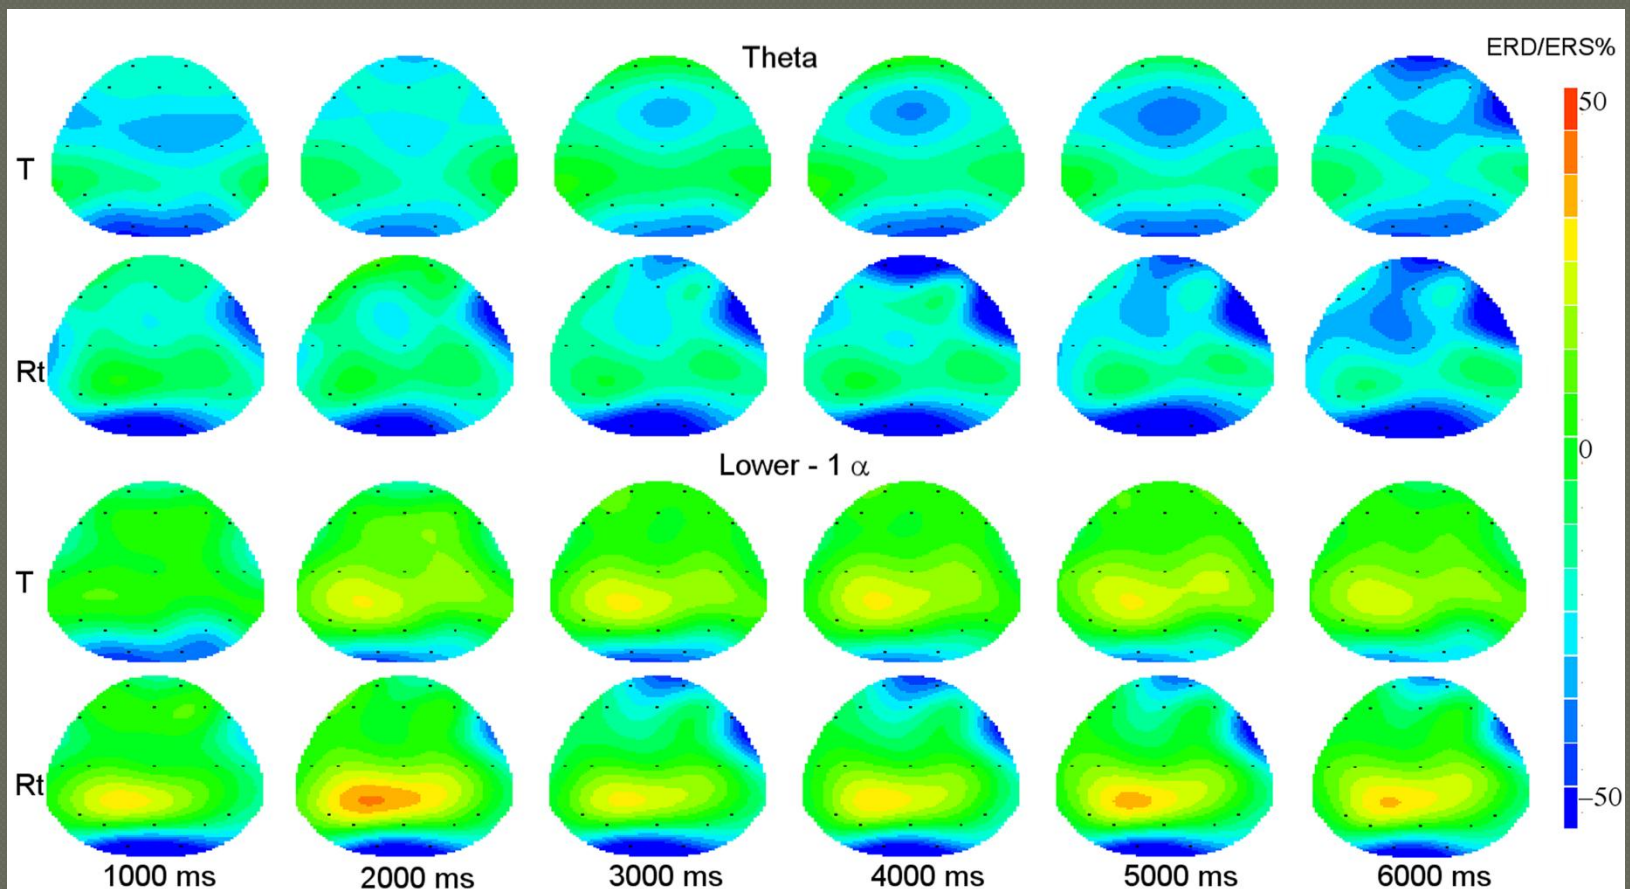 Theta
ERD/ERS%
50
T
Rt
0
Lower - 1 α
T
Rt
–50
1000 ms 2000 ms 3000 ms 4000 ms 5000 ms 6000 ms